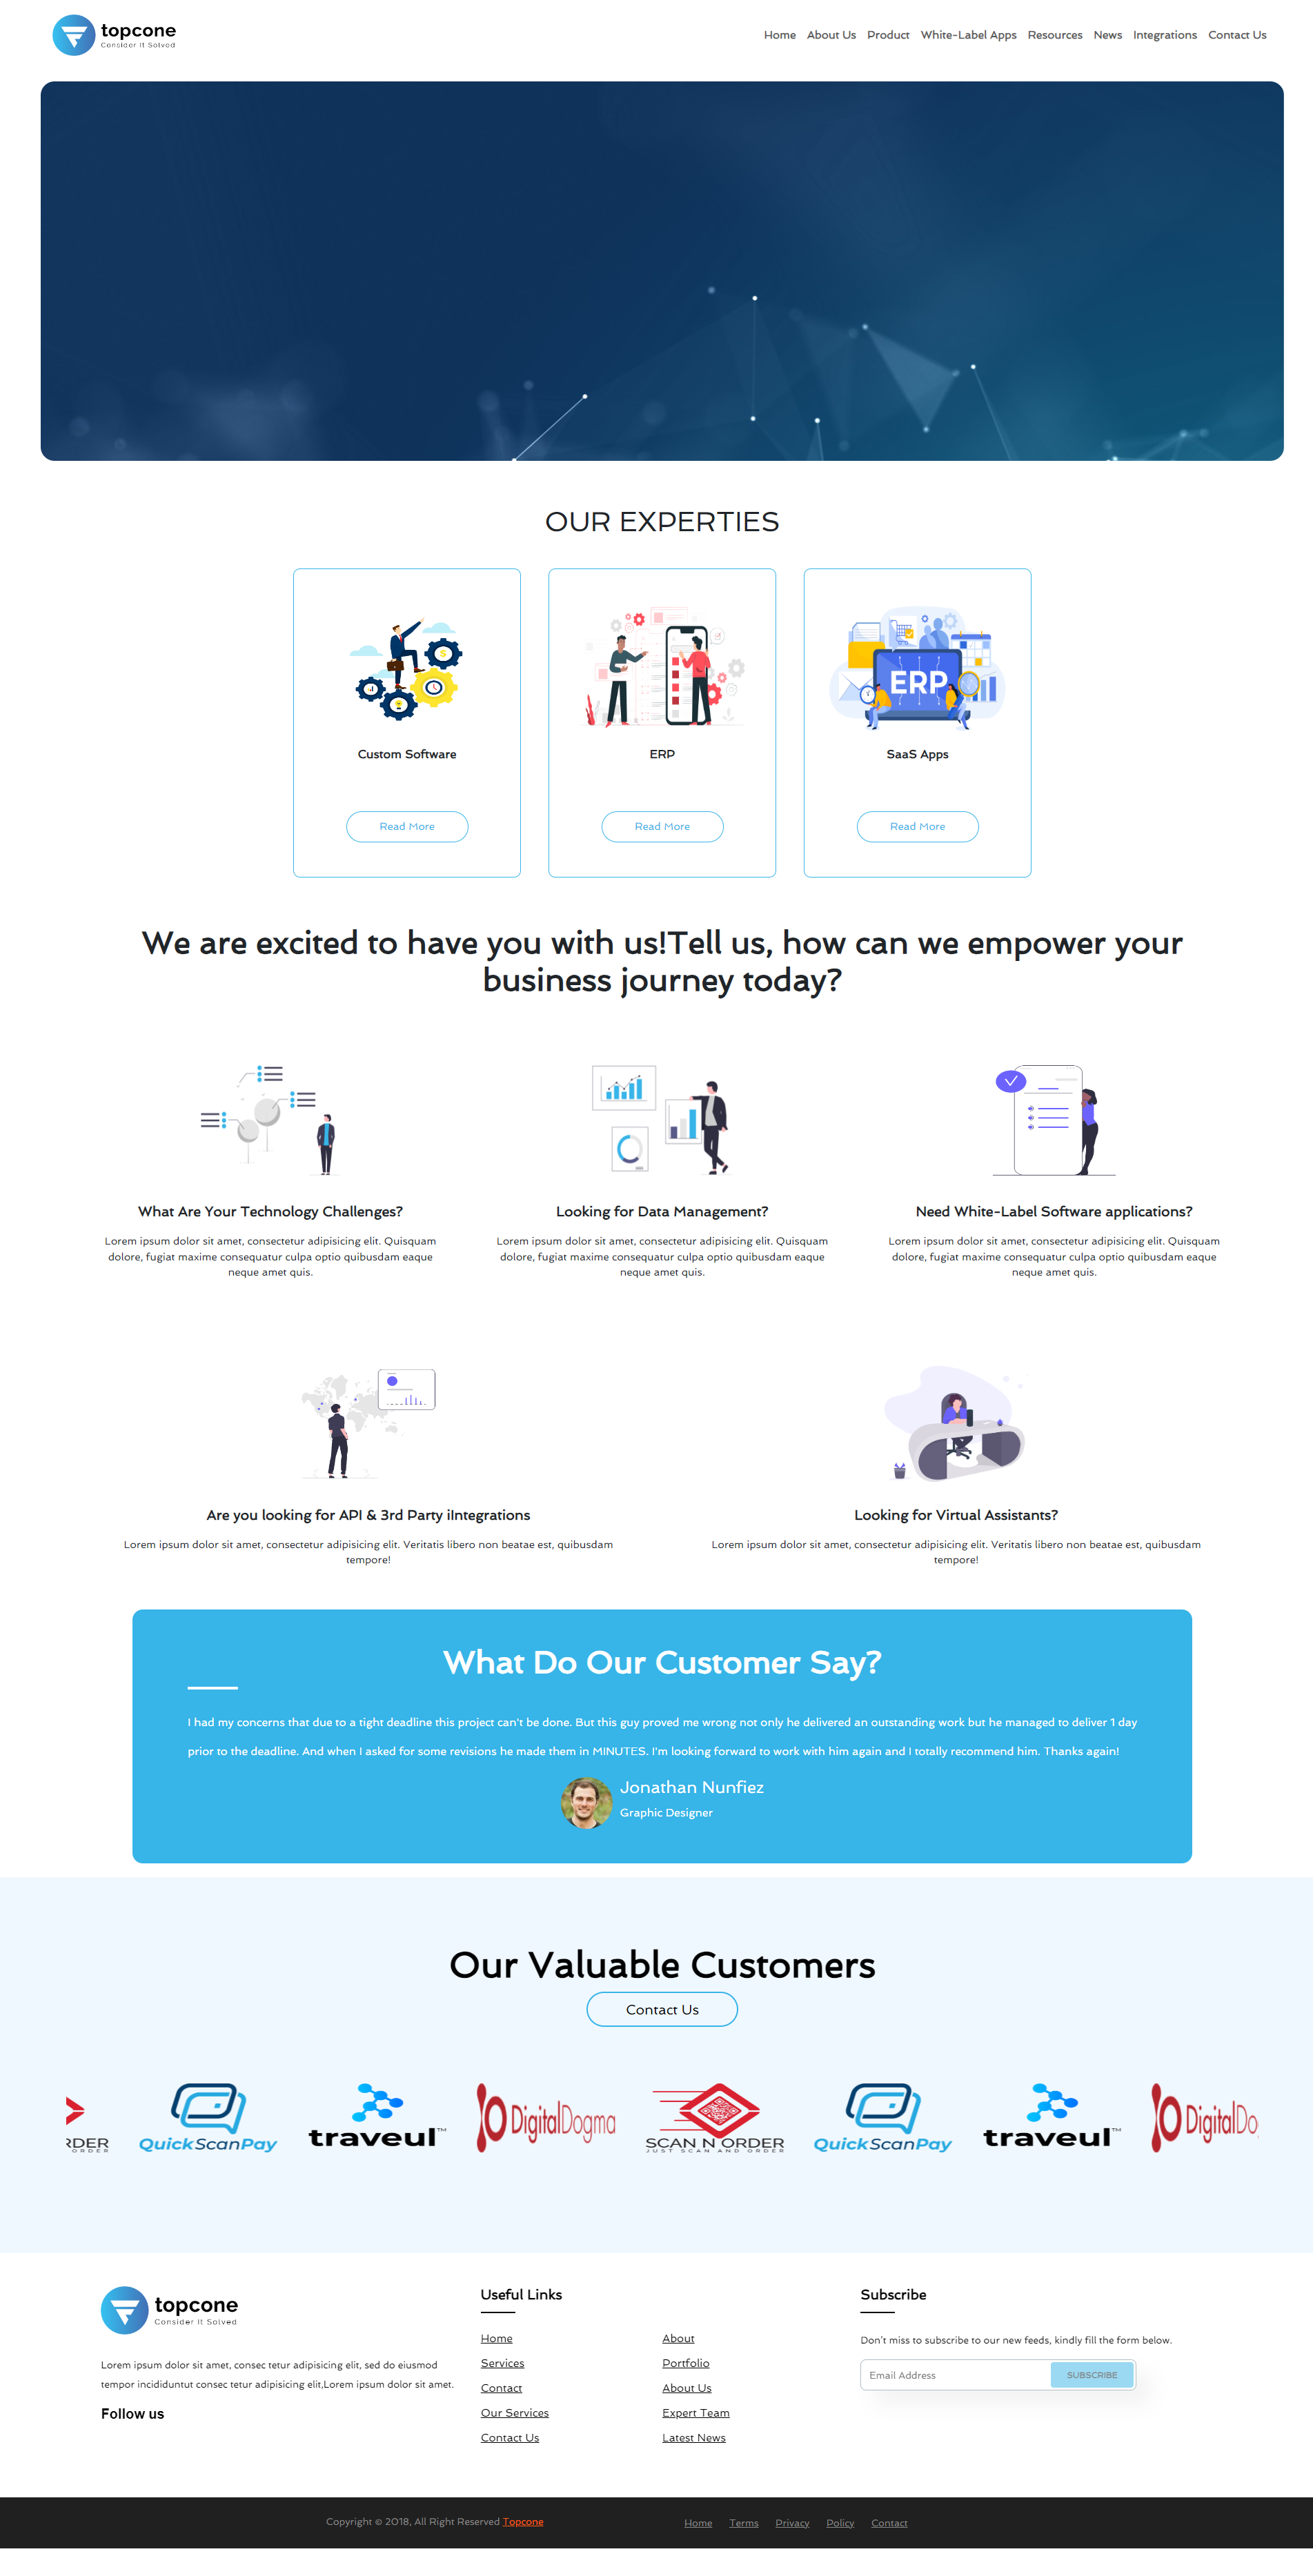 topcone
Consider It Solved
Home About Us Product White-Label Apps Resources News Integrations Contact Us
OUR EXPERTIES
ERP
Custom Software
ERP
SaaS Apps
Read More
Read More
Read More
We are excited to have you with us!Tell us, how can we empower your
business journey today?
What Are Your Technology Challenges?
Lorem ipsum dolor sit amet, consectetur adipisicing elit. Quisquam
dolore, fugiat maxime consequatur culpa optio quibusdam eaque
neque amet quis.
Looking for Data Management?
Lorem ipsum dolor sit amet, consectetur adipisicing elit. Quisquam
dolore, fugiat maxime consequatur culpa optio quibusdam eaque
neque amet quis.
Need White-Label Software applications?
Lorem ipsum dolor sit amet, consectetur adipisicing elit. Quisquam
dolore, fugiat maxime consequatur culpa optio quibusdam eaque
neque amet quis.
Are you looking for API & 3rd Party iIntegrations
Lorem ipsum dolor sit amet, consectetur adipisicing elit. Veritatis libero non beatae est, quibusdam
tempore!
Looking for Virtual Assistants?
Lorem ipsum dolor sit amet, consectetur adipisicing elit. Veritatis libero non beatae est, quibusdam
tempore!
What Do Our Customer Say?
I had my concerns that due to a tight deadline this project can't be done. But this guy proved me wrong not only he delivered an outstanding work but he managed to deliver 1 day
prior to the deadline. And when I asked for some revisions he made them in MINUTES. I'm looking forward to work with him again and I totally recommend him. Thanks again!
Jonathan Nunfiez
Graphic Designer
Our Valuable Customers
Contact Us
RDER
ORDER
QuickScanPay
traveul™
DigitalDogma
SCAN N ORDER
JUST SCAN AND ORDER
QuickScanPay
traveul™
DigitalDo
topcone
Consider It Solved
Lorem ipsum dolor sit amet, consec tetur adipisicing elit, sed do eiusmod
tempor incididuntut consec tetur adipisicing elit,Lorem ipsum dolor sit amet.
Follow us
Useful Links
Home
About
Services
Portfolio
Contact
About Us
Our Services
Expert Team
Contact Us
Latest News
Subscribe
Don't miss to subscribe to our new feeds, kindly fill the form below.
Email Address
SUBSCRIBE
Copyright © 2018, All Right Reserved Topcone
Home Terms Privacy Policy Contact